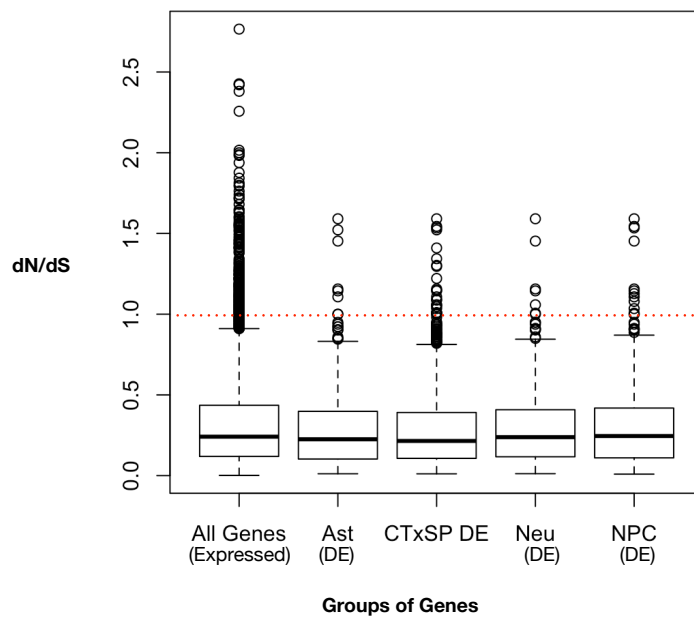 2.5
2.0
1.5
dN/dS
1.0
0.5
0.0
All Genes Ast CTxSP DE Neu NPC
(Expressed) (DE) (DE) (DE)
Groups of Genes